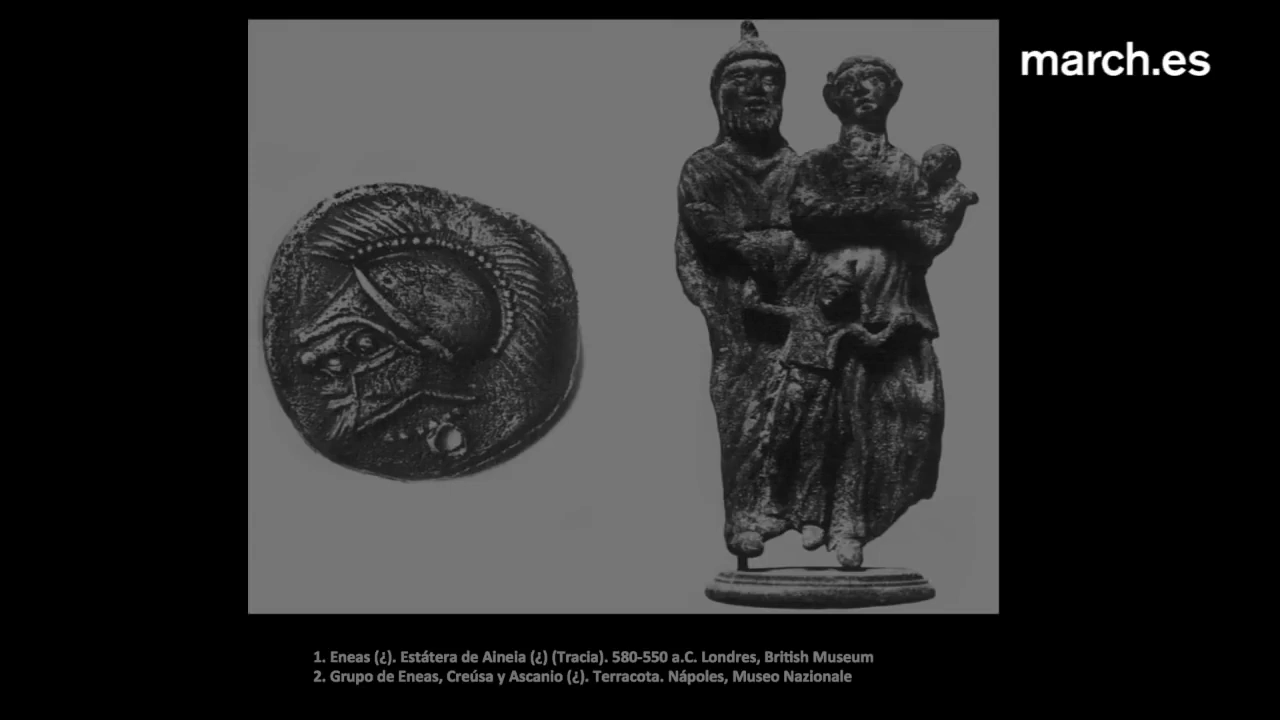 march.es
1. Eneas (¿). Estátera de Aineia (¿) (Tracia). 580-550 a.C. Londres, British Museum
2. Grupo de Eneas, Creúsa y Ascanio (¿). Terracota. Nápoles, Museo Nazionale